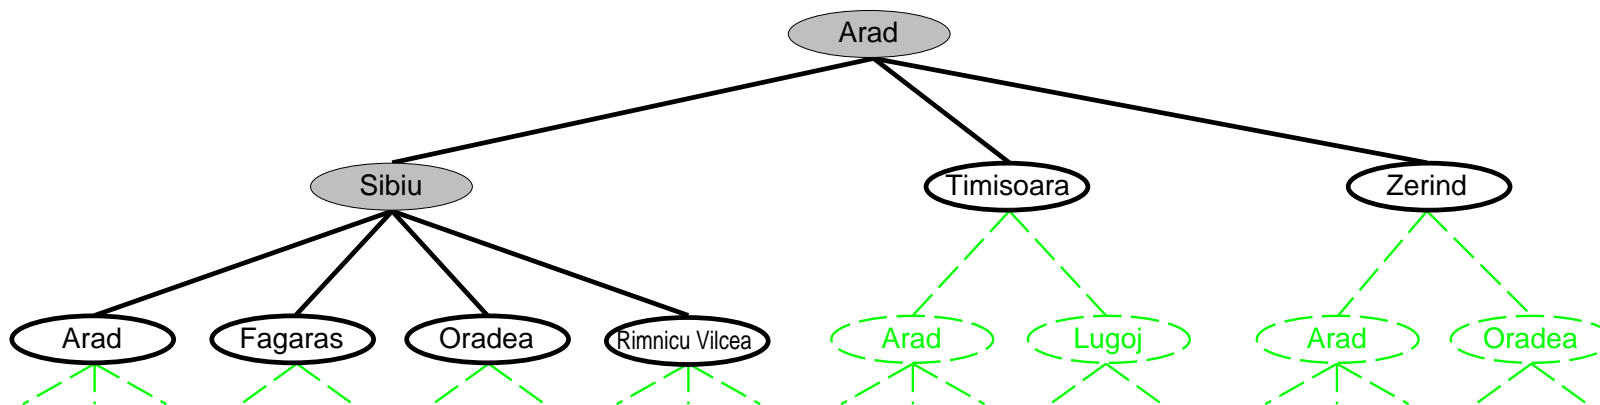 Arad
Sibiu
Timisoara
Zerind
Arad
Fagaras
Oradea
Rimnicu Vilcea
Arad
Lugoj
Arad
Oradea